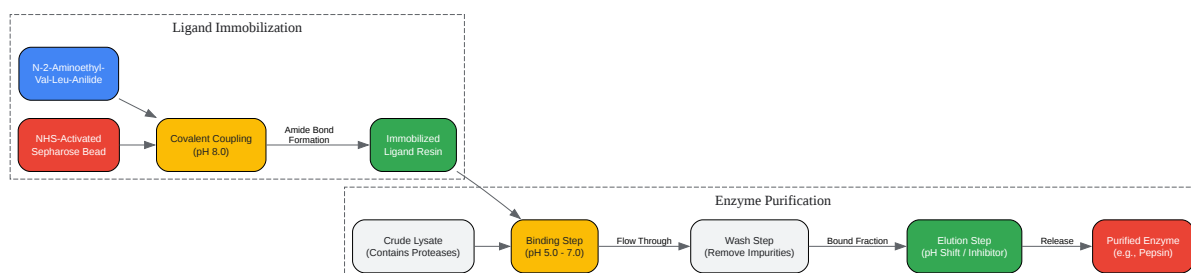 Ligand Immobilization
N-2-Aminoethyl-
Val-Leu-Anilide
NHS-Activated
Sepharose Bead
Covalent Coupling
(pH 8.0)
Amide Bond
Formation
Immobilized
Ligand Resin
Enzyme Purification
Crude Lysate
(Contains Proteases)
Binding Step
(pH 5.0 - 7.0)
Flow Through
Wash Step
(Remove Impurities)
Bound Fraction
Elution Step
(pH Shift / Inhibitor)
Release
Purified Enzyme
(e.g., Pepsin)